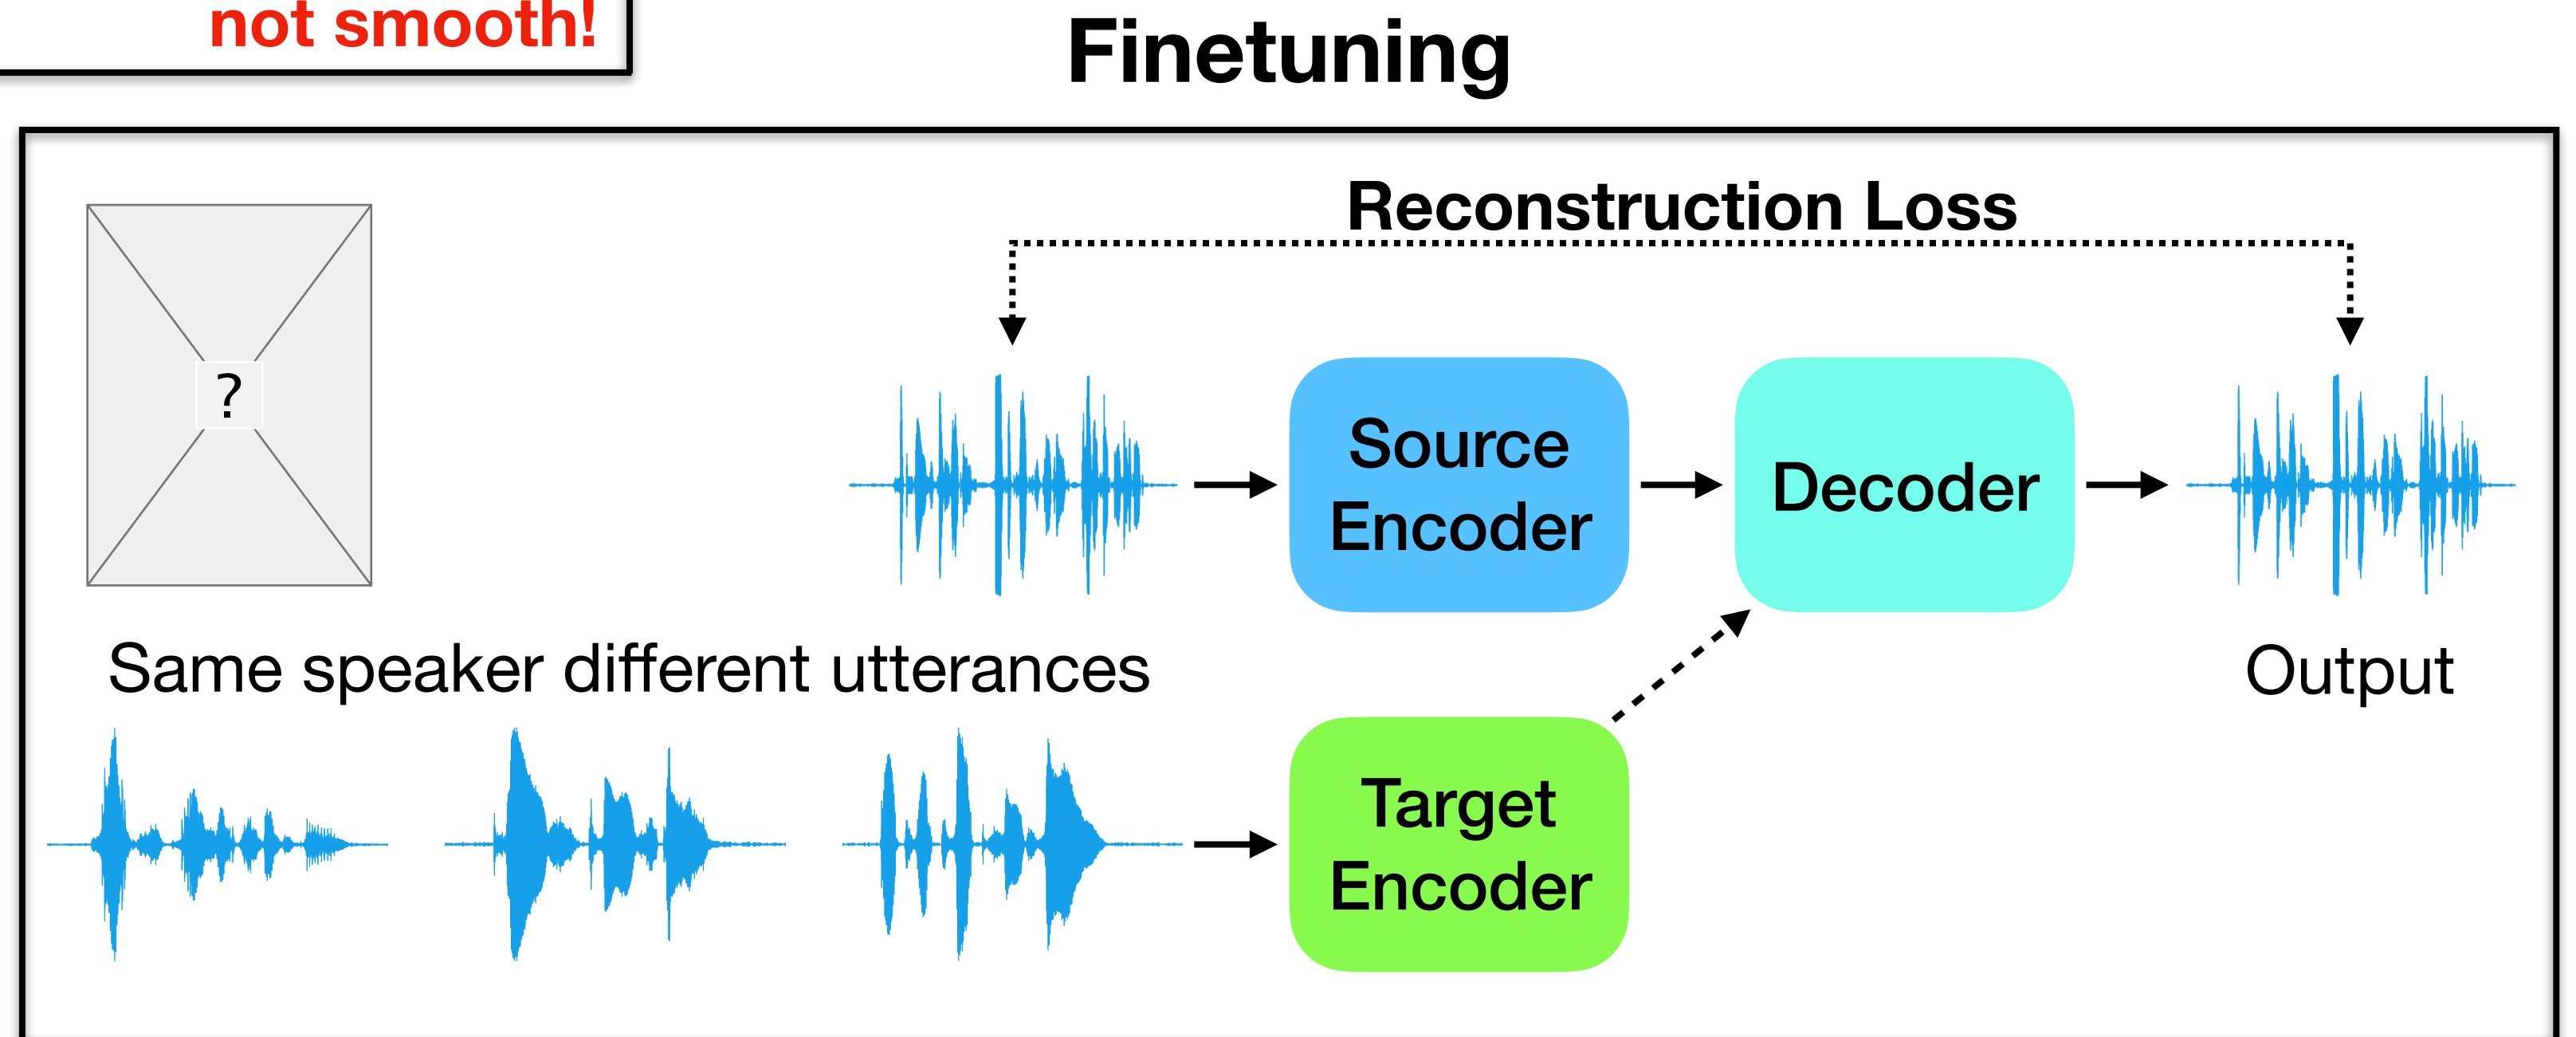 not smooth!
Finetuning
Reconstruction Loss
?
Source
Encoder
Decoder
Same speaker different utterances
Output
Target
Encoder